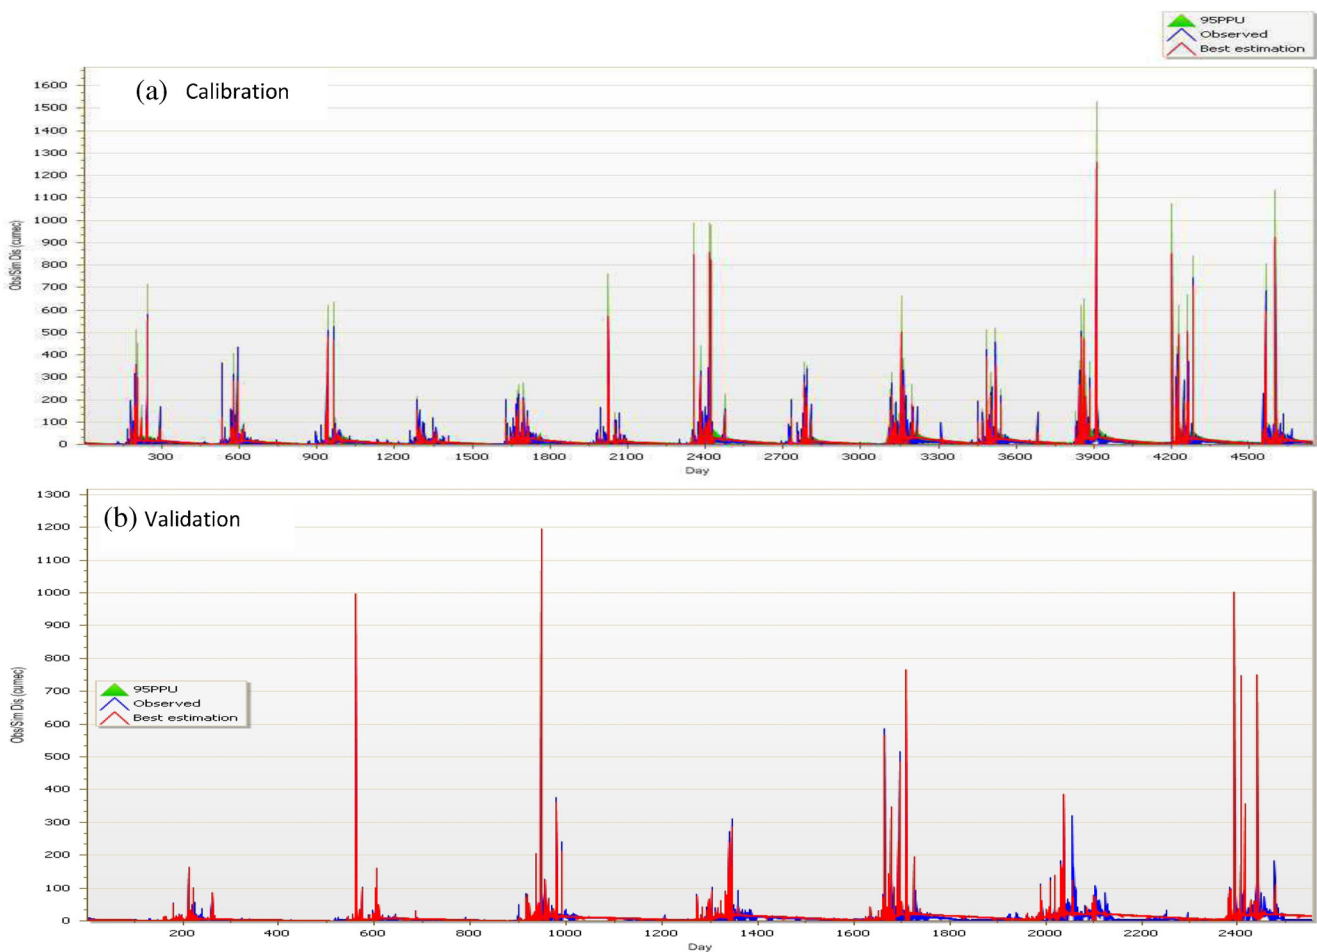 95PPU
Observed
Best estimation
(a) Calibration
1600
1500
1400
1300
1200
1100
1000
900
800
700
600
500
400
300
200
100
0
Obs/Sim Dis (cumec)
300 600 900 1200 1500 1800 2100 2400 2700 3000 3300 3600 3900 4200 4500
Day
(b) Validation
1300
1200
1100
1000
900
800
700
600
500
400
300
200
100
0
Obs/Sim Dis (cumec)
95PPU
Observed
Best estimation
200 400 600 800 1000 1200 1400 1600 1800 2000 2200 2400
Day